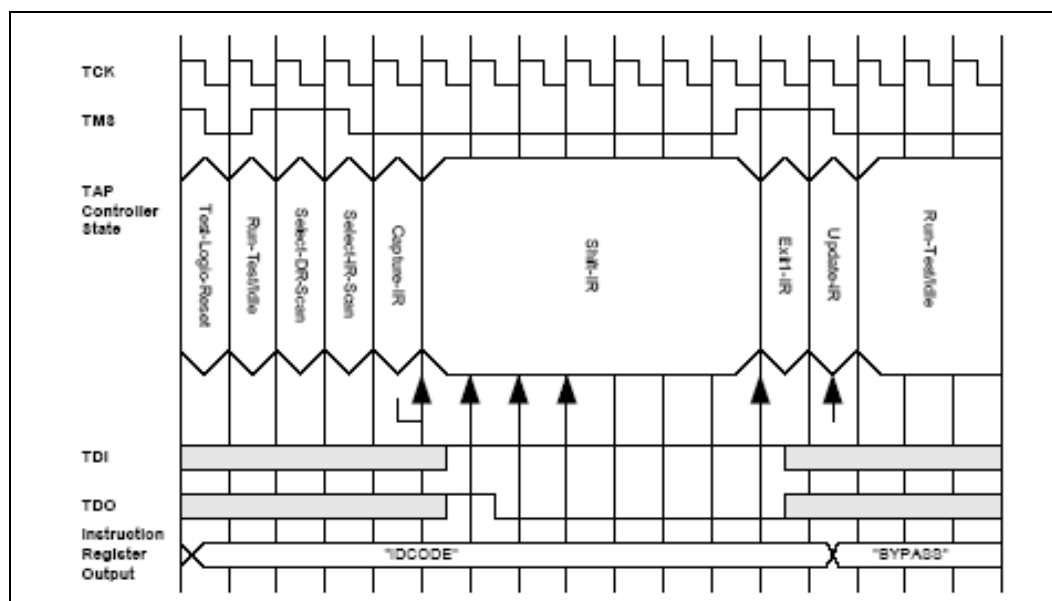 TCK
TMS
TAP
Controller
State
Test-Logic-Reset
Run-Test/Idle
Select-DR-Scan
Select-IR-Scan
Capture-IR
Shift-IR
Exit1-IR
Update-IR
Run-Test/Idle
TDI
TDO
Instruction
Register
Output
"IDCODE"
"BYPASS"